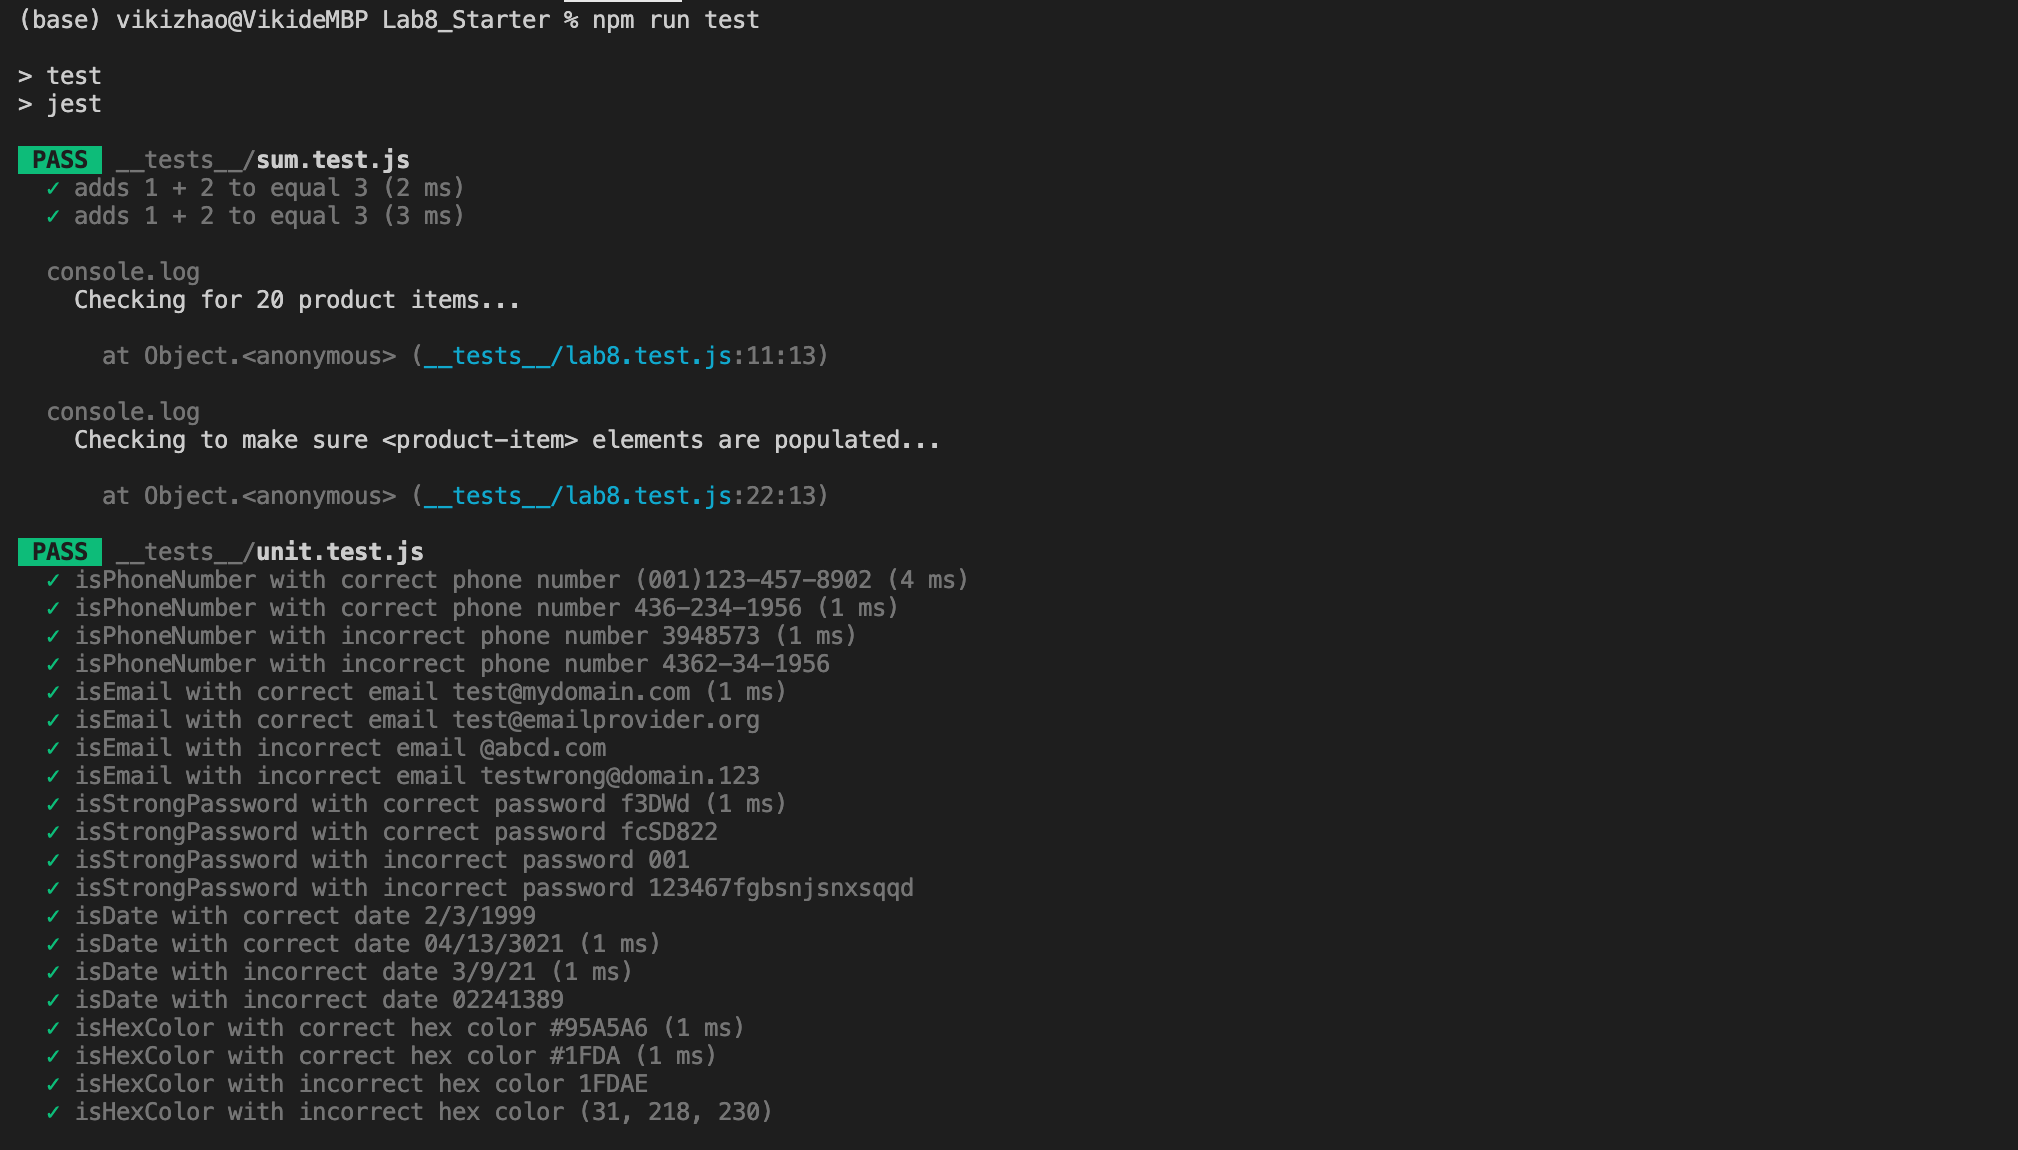 (base) vikizhao@VikideMBP Lab8_Starter % npm run test
> test
> jest
PASS __tests__/sum.test.js
✓ adds 1 + 2 to equal 3 (2 ms)
✓ adds 1 + 2 to equal 3 (3 ms)
console.log
Checking for 20 product items...
at Object.<anonymous> (__tests__/lab8.test.js:11:13)
console.log
Checking to make sure <product-item> elements are populated...
at Object.<anonymous> (__tests__/lab8.test.js:22:13)
PASS __tests__/unit.test.js
✓ isPhoneNumber with correct phone number (001)123-457-8902 (4 ms)
✓ isPhoneNumber with correct phone number 436-234-1956 (1 ms)
✓ isPhoneNumber with incorrect phone number 3948573 (1 ms)
✓ isPhoneNumber with incorrect phone number 4362-34-1956
✓ isEmail with correct email test@mydomain.com (1 ms)
✓ isEmail with correct email test@emailprovider.org
✓ isEmail with incorrect email @abcd.com
✓ isEmail with incorrect email testwrong@domain.123
✓ isStrongPassword with correct password f3DWd (1 ms)
✓ isStrongPassword with correct password fcSD822
✓ isStrongPassword with incorrect password 001
✓ isStrongPassword with incorrect password 123467fgbsnjsnxsqqd
✓ isDate with correct date 2/3/1999
✓ isDate with correct date 04/13/3021 (1 ms)
✓ isDate with incorrect date 3/9/21 (1 ms)
✓ isDate with incorrect date 02241389
✓ isHexColor with correct hex color #95A5A6 (1 ms)
✓ isHexColor with correct hex color #1FDA (1 ms)
✓ isHexColor with incorrect hex color 1FDAE
✓ isHexColor with incorrect hex color (31, 218, 230)